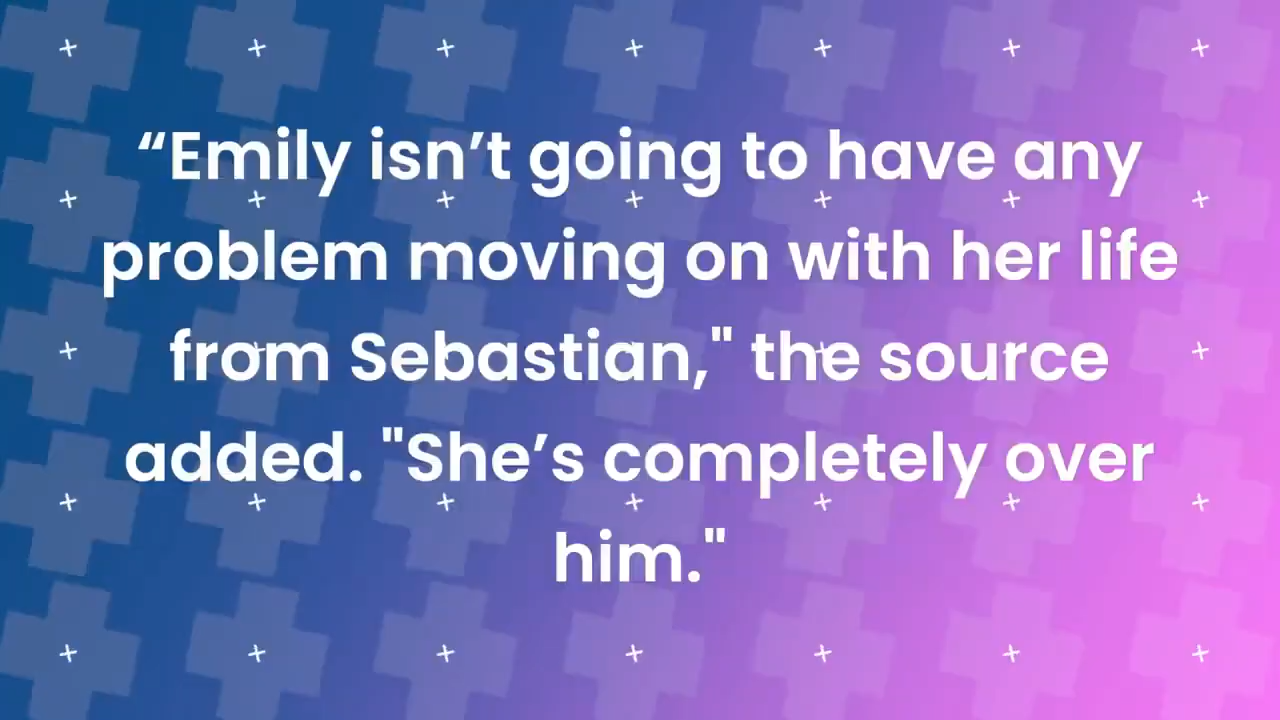 “Emily isn’t going to have any
problem moving on with her life
from Sebastian," the source
added. "She’s completely over
him."